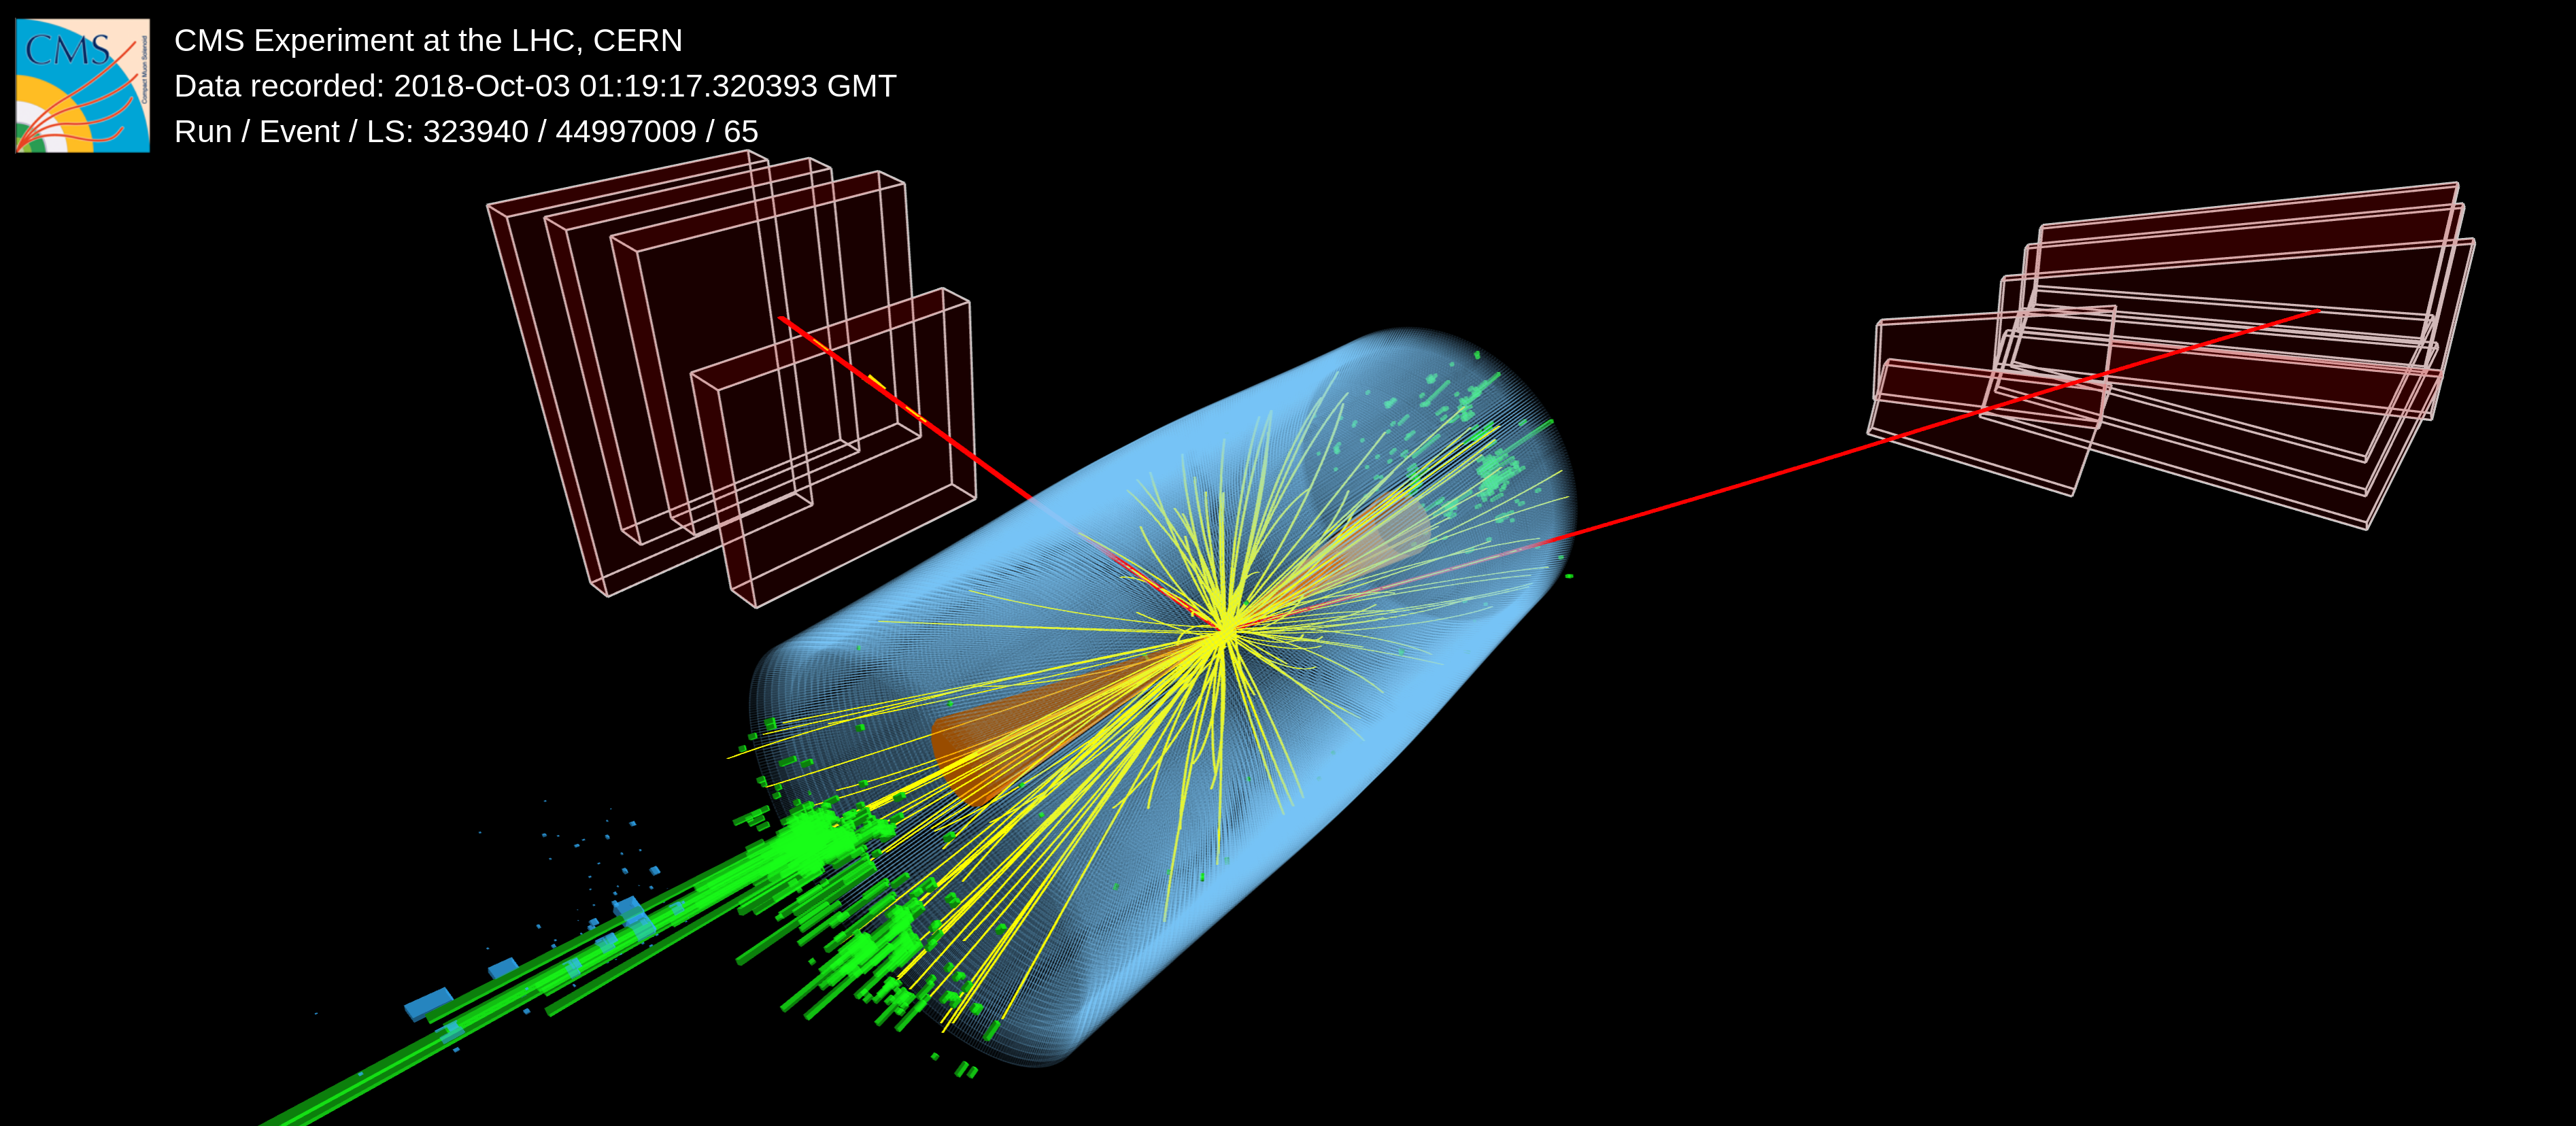 CMS
Compact Muon Solenoid
CMS Experiment at the LHC, CERN
Data recorded: 2018-Oct-03 01:19:17.320393 GMT
Run / Event / LS: 323940 / 44997009 / 65